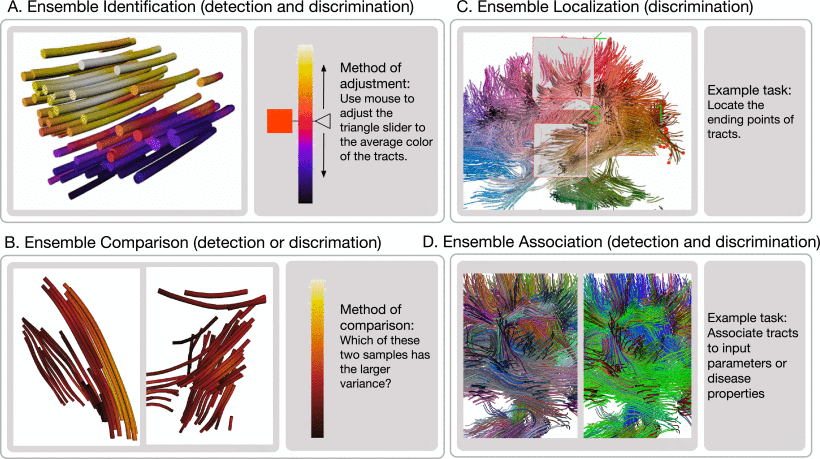 A. Ensemble Identification (detection and discrimination)
Method of
adjustment:
Use mouse to
adjust the
triangle slider to
the average color
of the tracts.
B. Ensemble Comparison (detection or discrimation)
Method of
comparison:
Which of these
two samples has
the larger
variance?
C. Ensemble Localization (discrimination)
Example task:
Locate the
ending points of
tracts.
D. Ensemble Association (detection and discrimination)
Example task:
Associate tracts
to input
parameters or
disease
properties